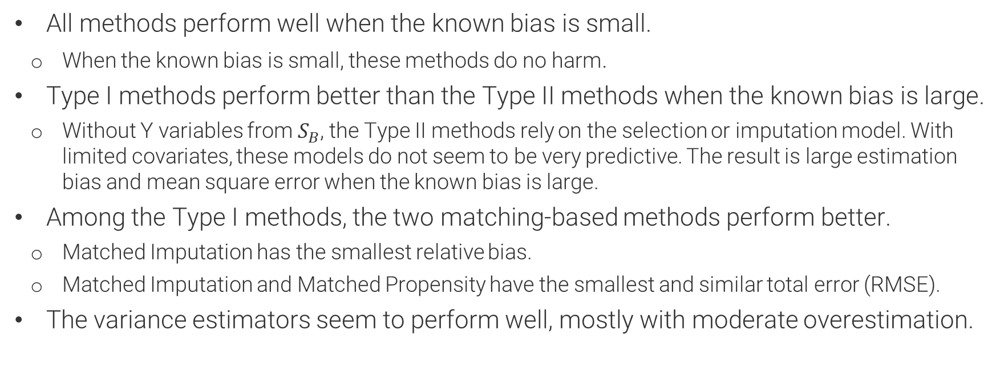 • All methods perform well when the known bias is small.
o When the known bias is small, these methods do no harm.
• Type I methods perform better than the Type II methods when the known bias is large.
o Without Y variables from S_B, the Type II methods rely on the selection or imputation model. With
limited covariates, these models do not seem to be very predictive. The result is large estimation
bias and mean square error when the known bias is large.
• Among the Type I methods, the two matching-based methods perform better.
o Matched Imputation has the smallest relative bias.
o Matched Imputation and Matched Propensity have the smallest and similar total error (RMSE).
• The variance estimators seem to perform well, mostly with moderate overestimation.